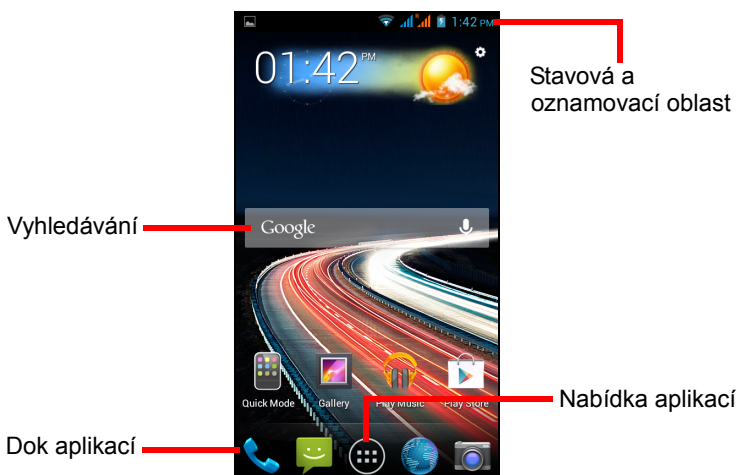 1:42 PM
01:42 PM
Stavová a
oznamovací oblast
Vyhledávání
Google
Quick Mode Gallery Play Music Play Store
Nabídka aplikací
Dok aplikací